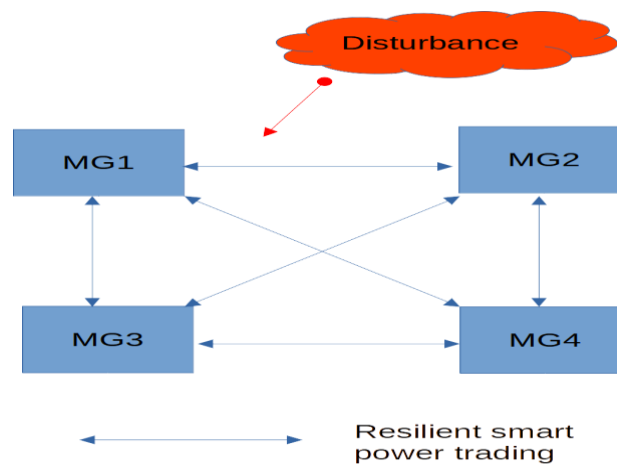 Disturbance
MG1
MG2
MG3
MG4
Resilient smart
power trading